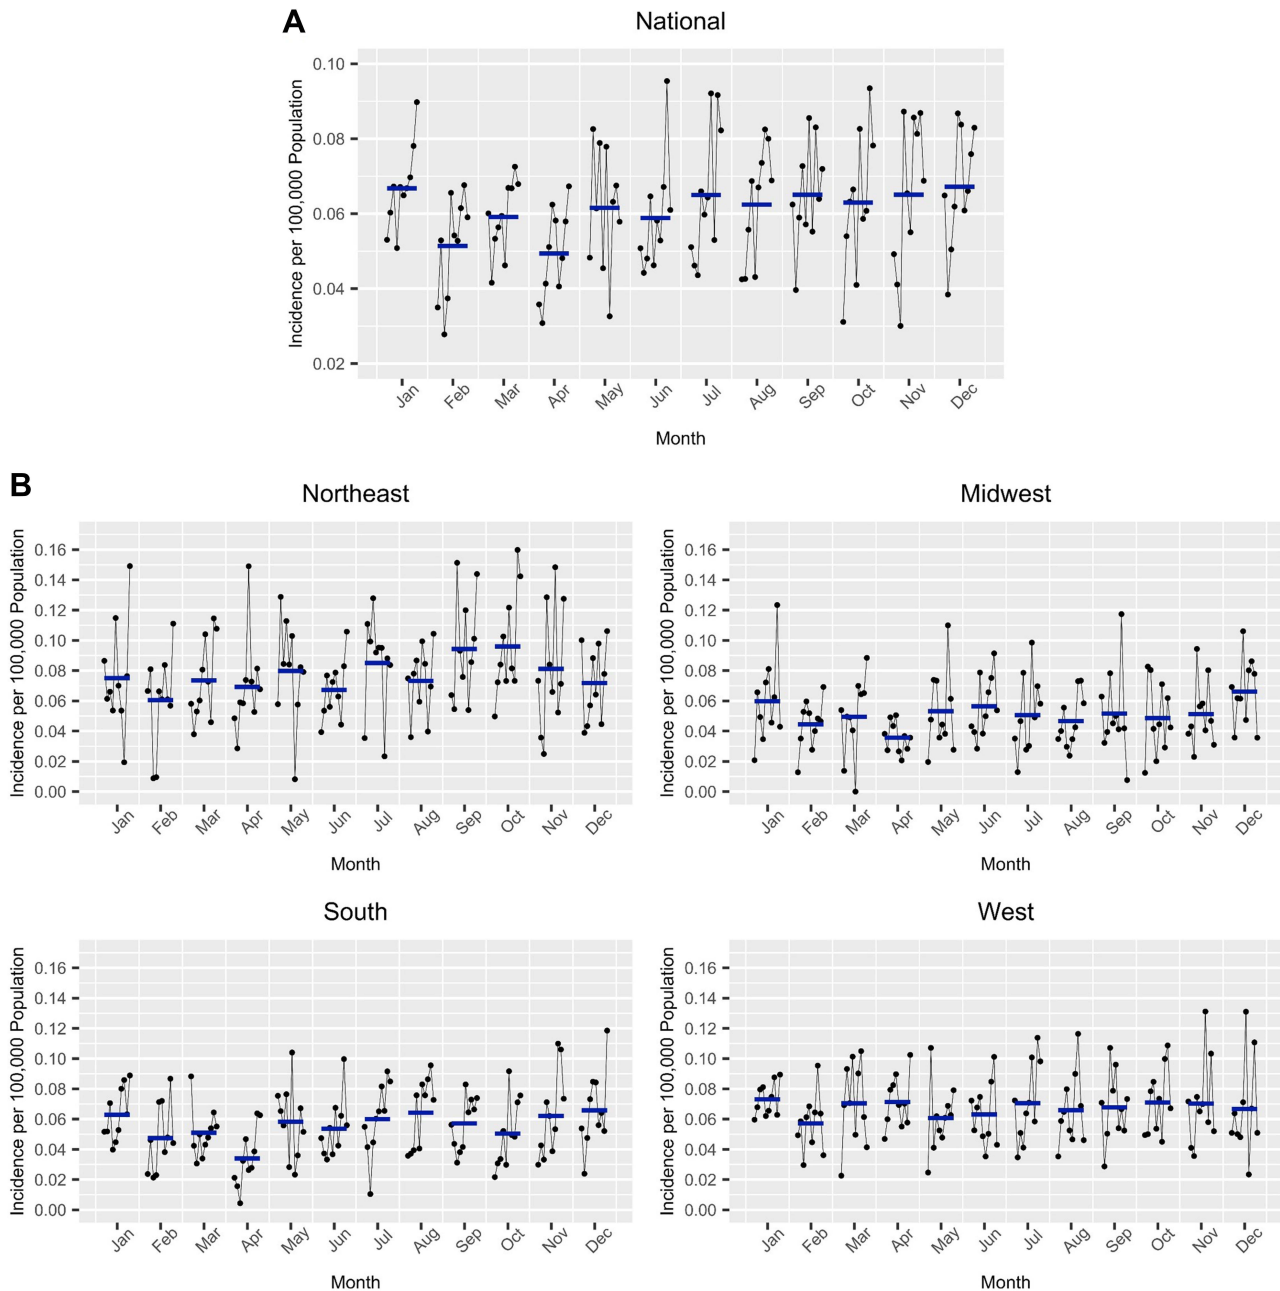 A
National
Incidence per 100,000 Population
0.10
0.08
0.06
0.04
0.02
Jan Feb Mar Apr May Jun Jul Aug Sep Oct Nov Dec
Month
B
Northeast
Incidence per 100,000 Population
0.16
0.14
0.12
0.10
0.08
0.06
0.04
0.02
0.00
Jan Feb Mar Apr May Jun Jul Aug Sep Oct Nov Dec
Month
Midwest
Incidence per 100,000 Population
0.16
0.14
0.12
0.10
0.08
0.06
0.04
0.02
0.00
Jan Feb Mar Apr May Jun Jul Aug Sep Oct Nov Dec
Month
South
Incidence per 100,000 Population
0.16
0.14
0.12
0.10
0.08
0.06
0.04
0.02
0.00
Jan Feb Mar Apr May Jun Jul Aug Sep Oct Nov Dec
Month
West
Incidence per 100,000 Population
0.16
0.14
0.12
0.10
0.08
0.06
0.04
0.02
0.00
Jan Feb Mar Apr May Jun Jul Aug Sep Oct Nov Dec
Month